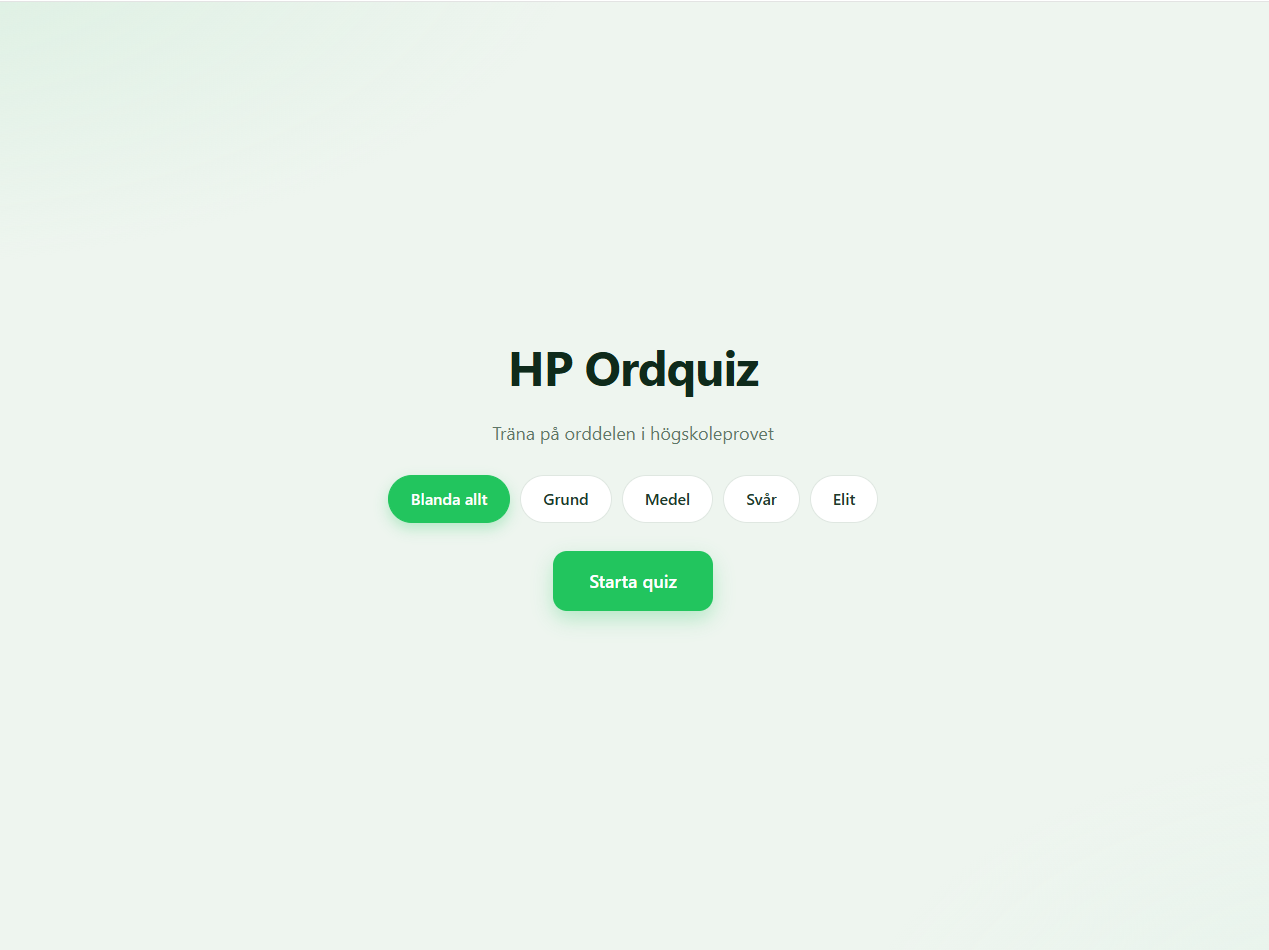 HP Ordquiz
Träna på orddelen i högskoleprovet
Blanda allt Grund Medel Svår Elit
Starta quiz